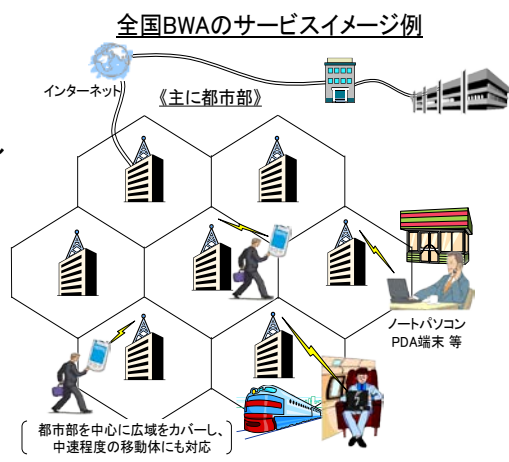 全国BWAのサービスイメージ例
インターネット
《主に都市部》
ノートパソコン
PDA端末 等
都市部を中心に広域をカバーし、
中速程度の移動体にも対応